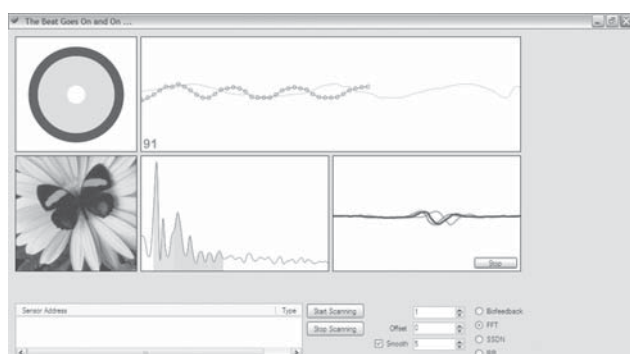 The Beat Goes On and On ...
91
Stop
Sensor Address Type
Start Scanning
Stop Scanning
1
Offset 0
Smooth 5
Biofeedback
FFT
SSDN